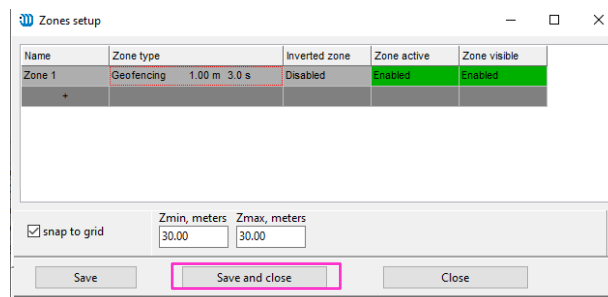 Zones setup
Name Zone type Inverted zone Zone active Zone visible
Zone 1 Geofencing 1.00 m 3.0 s Disabled Enabled Enabled
+
Zmin, meters Zmax, meters
snap to grid 30.00 30.00
Save Save and close Close